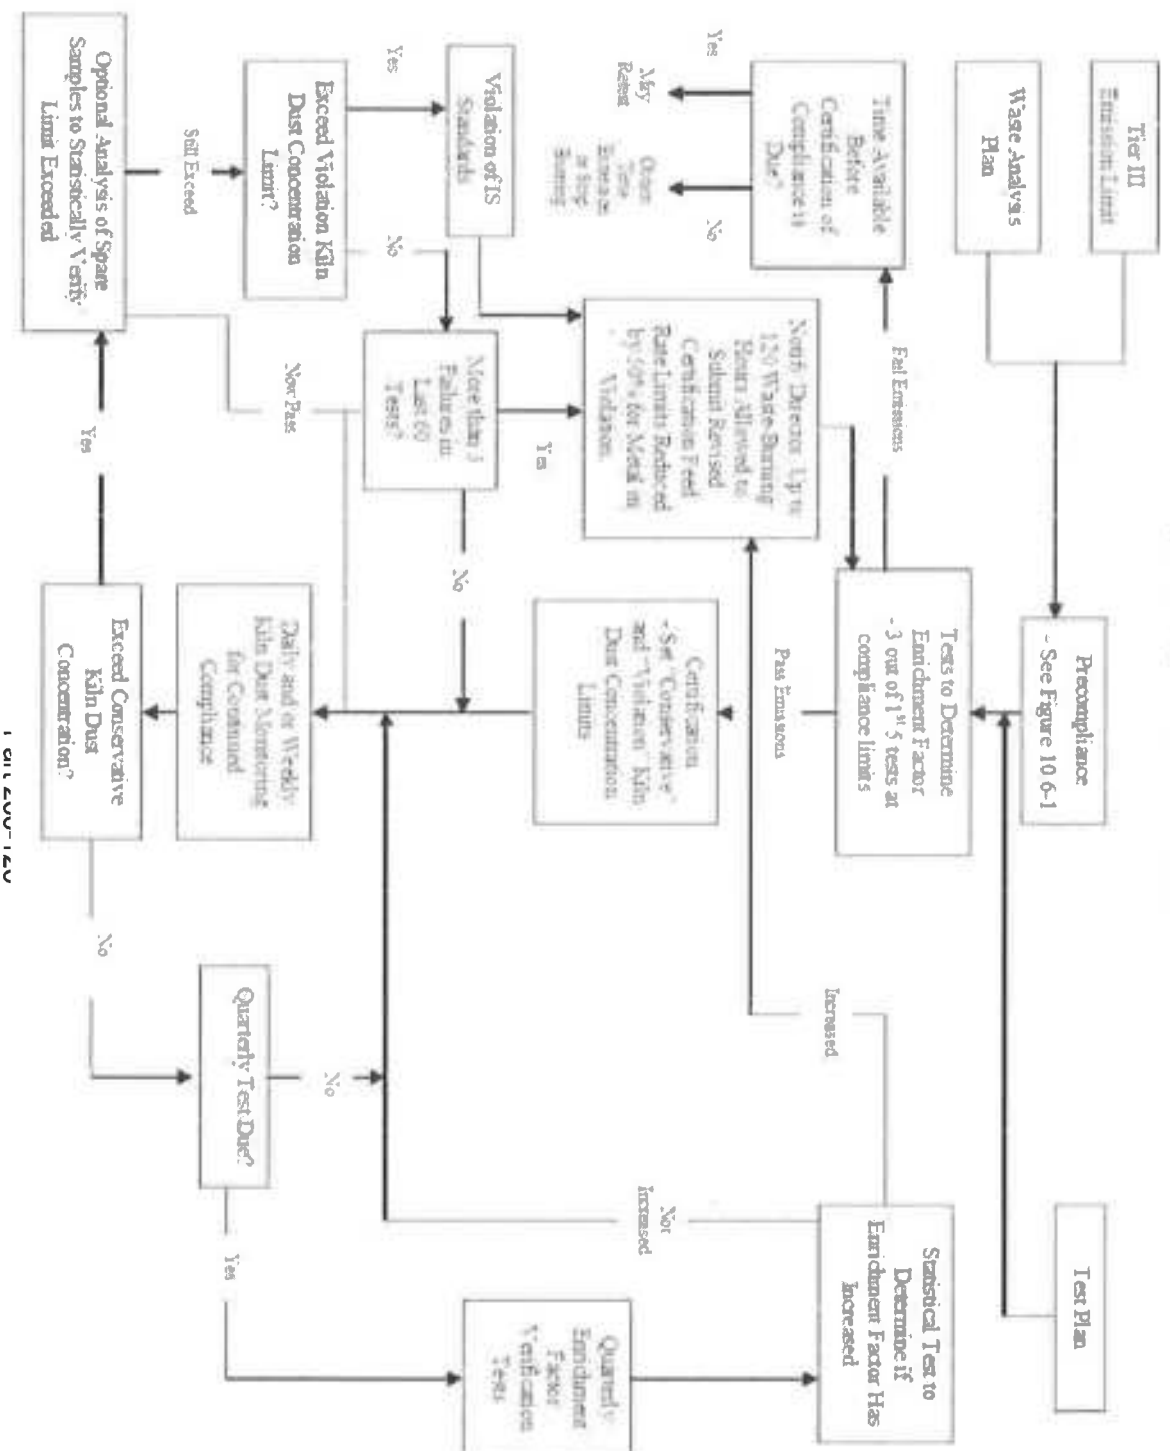 Tier III
Emission Limit
Waste Analysis
Plan
Precompliance
- See Figure 10.6-1
Test Plan
Time Available
Before
Certification of
Compliance is
Due?
Yes
May
Retest
No
Fail Emissions
Tests to Determine
Enrichment Factor
- 3 out of 1st 5 tests at
compliance limits
Statistical Test to
Determine if
Enrichment Factor Has
Increased
Notify Director. Up to
120 Waste-Burning
Hours Allowed to
Submit Revised
Certification Feed
Rate Limits Reduced
by 50% for Metal in
Violation.
Pass Emissions
Increased
Not
Increased
Certification
- Set "Conservative"
and "Violation" Kiln
Dust Concentration
Limits
Quarterly
Enrichment
Factor
Verification
Tests
Violation of IS
Standards
Yes
No
More than 3
Failures in
Last 60
Tests?
Yes
No
Exceed Violation Kiln
Dust Concentration
Limit?
Still Exceed
Now Pass
Daily and or Weekly
Kiln Dust Monitoring
for Continued
Compliance
Quarterly Test Due?
No
Yes
Optional Analysis of Spare
Samples to Statistically Verify
Limit Exceeded
Yes
Exceed Conservative
Kiln Dust
Concentration?
No